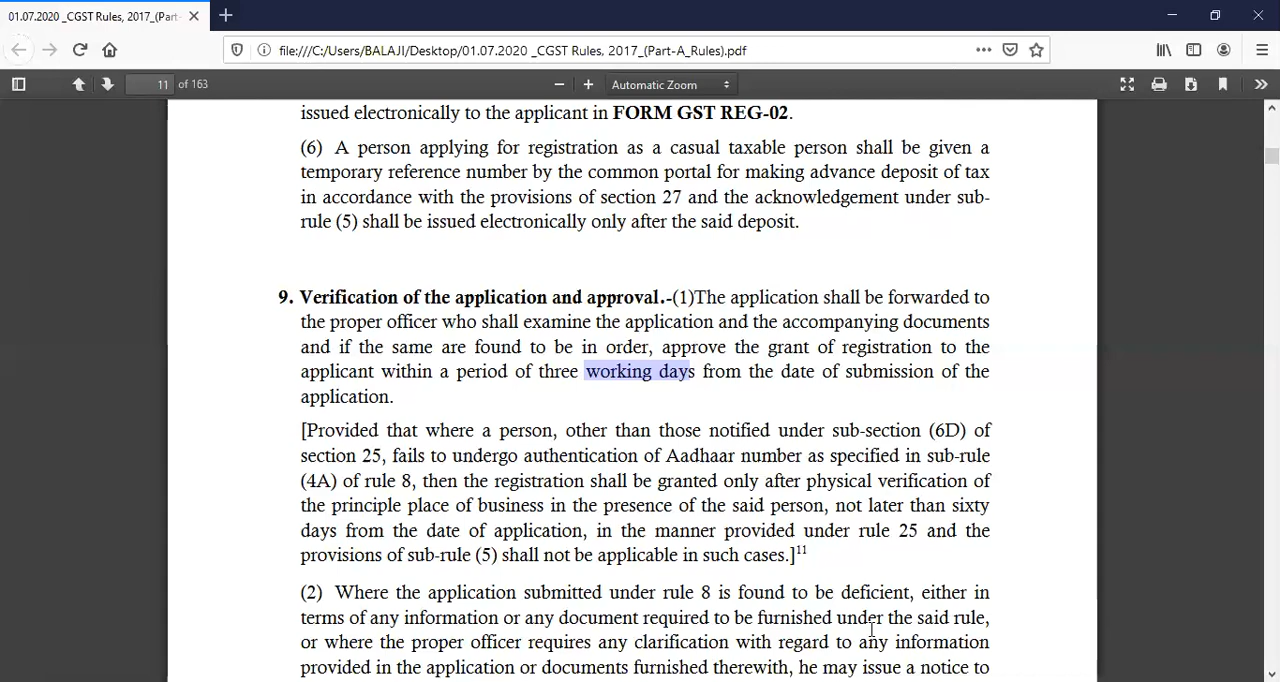 01.07.2020 _CGST Rules, 2017_(Part-
file:///C:/Users/BALAJI/Desktop/01.07.2020 _CGST Rules, 2017_(Part-A_Rules).pdf
11 of 163
Automatic Zoom
issued electronically to the applicant in FORM GST REG-02.
(6) A person applying for registration as a casual taxable person shall be given a
temporary reference number by the common portal for making advance deposit of tax
in accordance with the provisions of section 27 and the acknowledgement under sub-
rule (5) shall be issued electronically only after the said deposit.
9. Verification of the application and approval.-(1)The application shall be forwarded to
the proper officer who shall examine the application and the accompanying documents
and if the same are found to be in order, approve the grant of registration to the
applicant within a period of three working days from the date of submission of the
application.
[Provided that where a person, other than those notified under sub-section (6D) of
section 25, fails to undergo authentication of Aadhaar number as specified in sub-rule
(4A) of rule 8, then the registration shall be granted only after physical verification of
the principle place of business in the presence of the said person, not later than sixty
days from the date of application, in the manner provided under rule 25 and the
provisions of sub-rule (5) shall not be applicable in such cases.]11
(2) Where the application submitted under rule 8 is found to be deficient, either in
terms of any information or any document required to be furnished under the said rule,
or where the proper officer requires any clarification with regard to any information
provided in the application or documents furnished therewith, he may issue a notice to